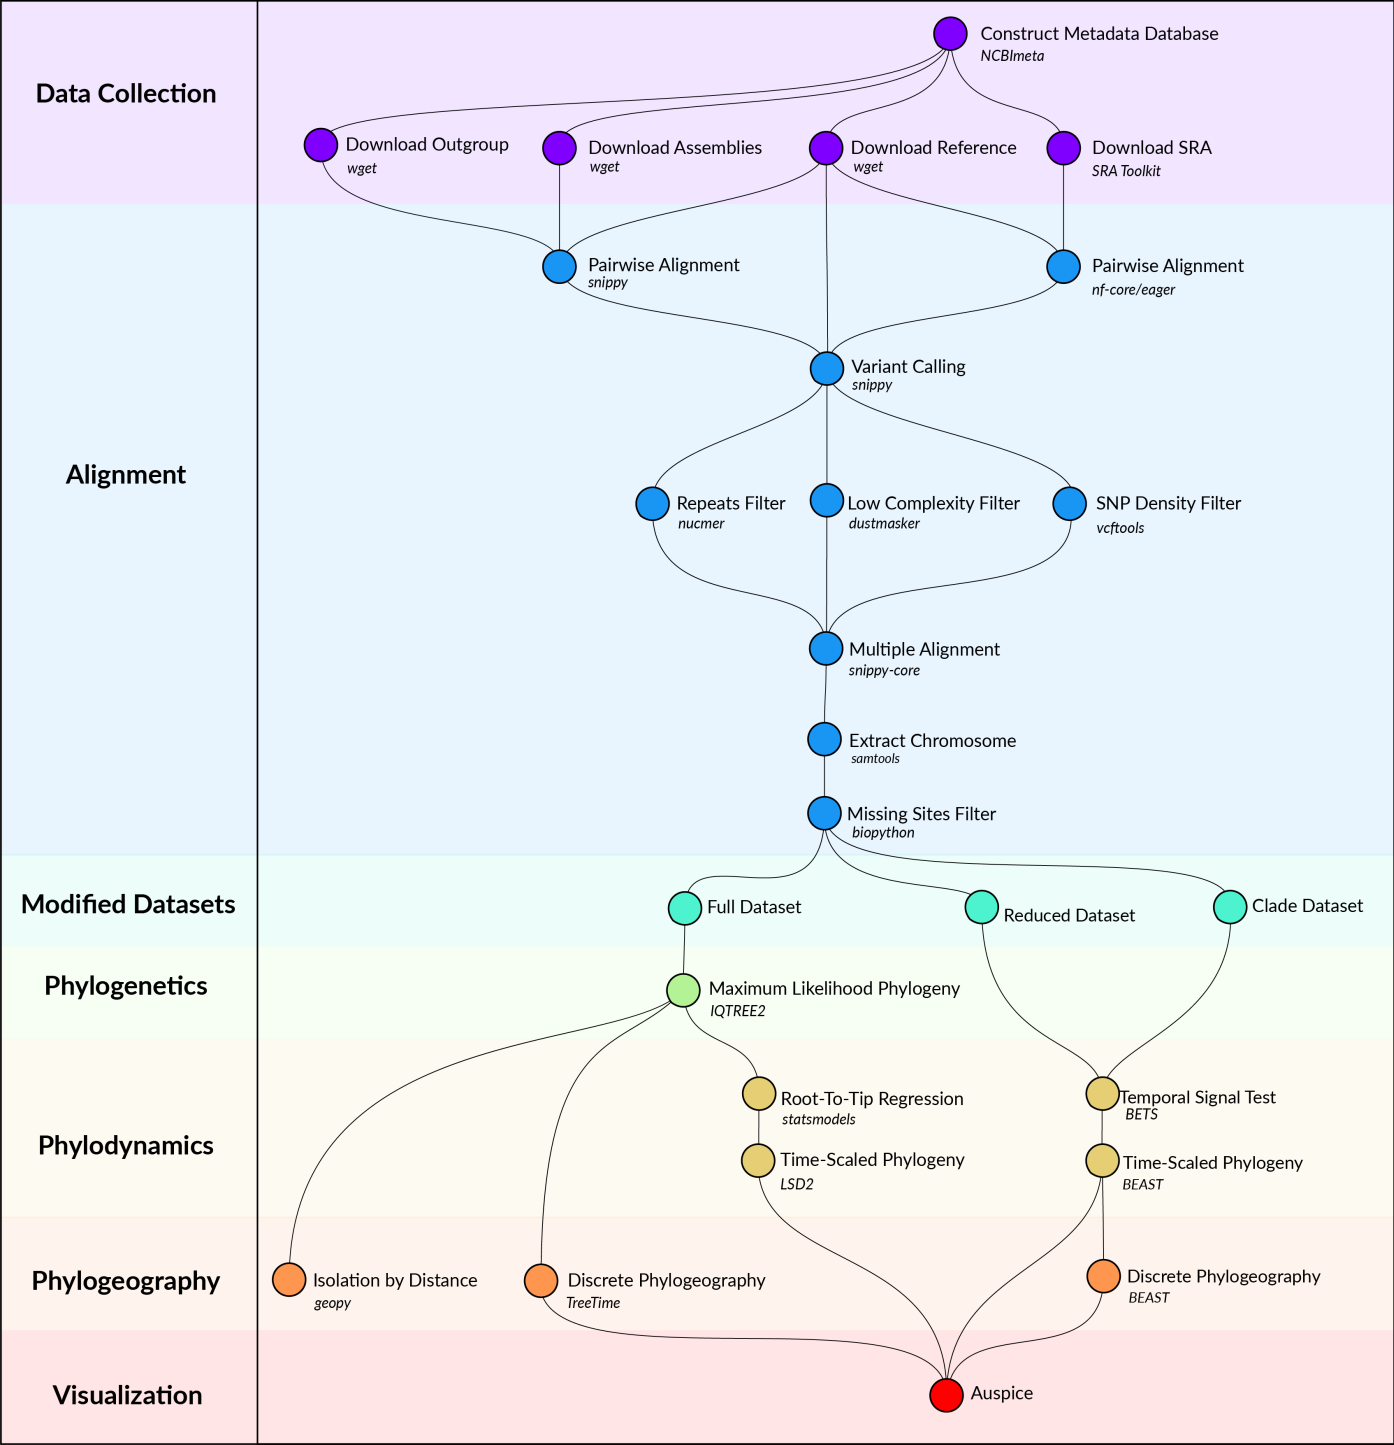 Data Collection
Construct Metadata Database
NCBImeta
Download Outgroup
wget
Download Assemblies
wget
Download Reference
wget
Download SRA
SRA Toolkit
Alignment
Pairwise Alignment
snippy
Pairwise Alignment
nf-core/eager
Variant Calling
snippy
Repeats Filter
nucmer
Low Complexity Filter
dustmasker
SNP Density Filter
vcftools
Multiple Alignment
snippy-core
Extract Chromosome
samtools
Missing Sites Filter
biopython
Modified Datasets
Full Dataset
Reduced Dataset
Clade Dataset
Phylogenetics
Maximum Likelihood Phylogeny
IQTREE2
Phylodynamics
Root-To-Tip Regression
statsmodels
Temporal Signal Test
BETS
Time-Scaled Phylogeny
LSD2
Time-Scaled Phylogeny
BEAST
Phylogeography
Isolation by Distance
geopy
Discrete Phylogeography
TreeTime
Discrete Phylogeography
BEAST
Visualization
Auspice